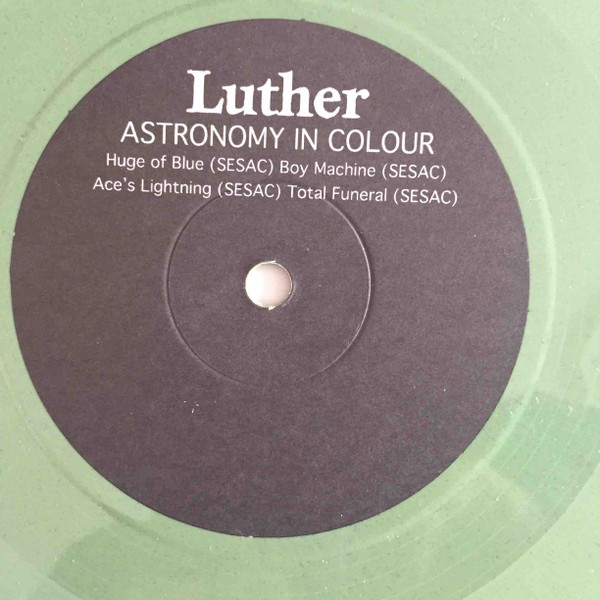 Luther
ASTRONOMY IN COLOUR
Huge of Blue (SESAC) Boy Machine (SESAC)
Ace's Lightning (SESAC) Total Funeral (SESAC)